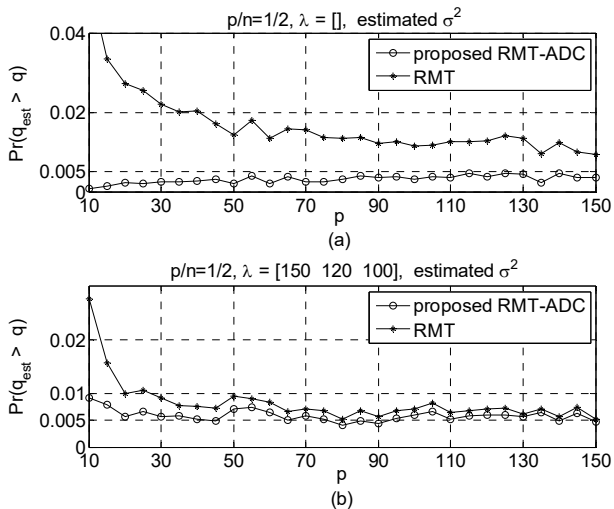 p/n=1/2, λ = [], estimated σ²
0.04
0.02
0.005
0
Pr(q_est > q)
proposed RMT-ADC
RMT
10 30 50 70 90 110 130 150
p
(a)
p/n=1/2, λ = [150 120 100], estimated σ²
0.02
0.01
0.005
0
Pr(q_est > q)
proposed RMT-ADC
RMT
10 30 50 70 90 110 130 150
p
(b)